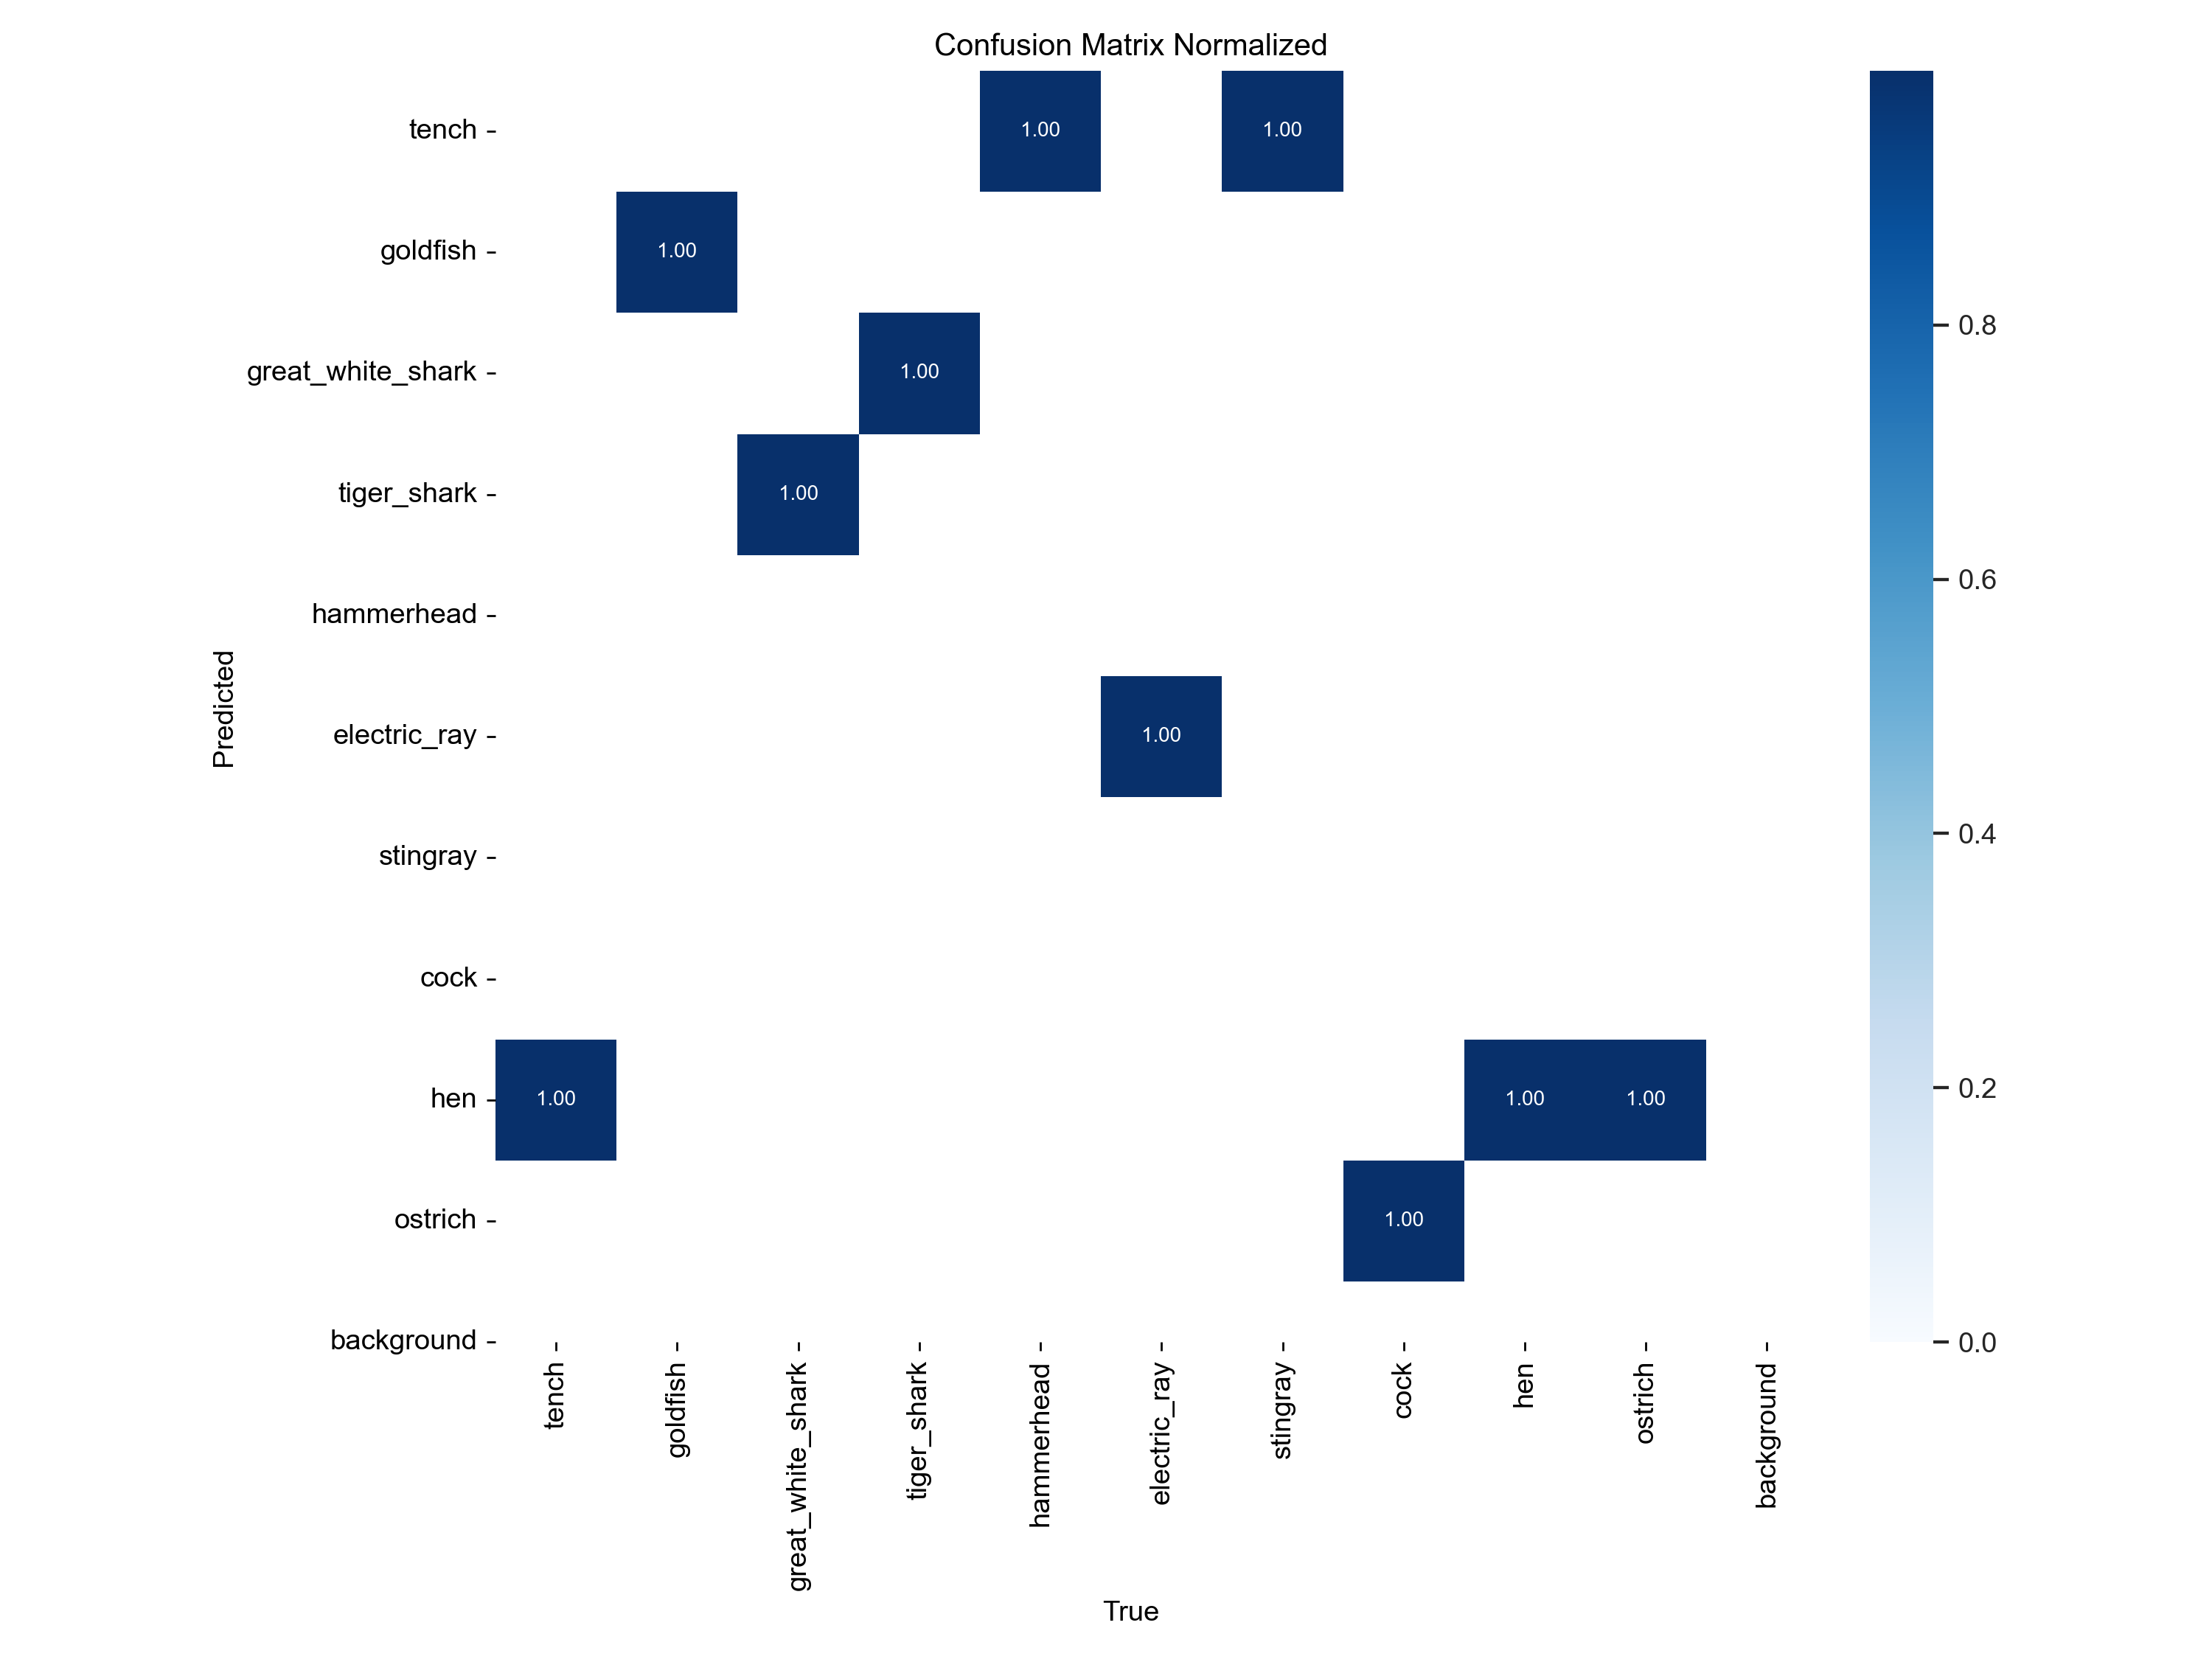 Confusion Matrix Normalized
tench
1.00 1.00
goldfish
1.00
great_white_shark
1.00
tiger_shark
1.00
hammerhead
electric_ray
1.00
stingray
cock
hen
1.00 1.00 1.00
ostrich
1.00
background
Predicted
tench
goldfish
great_white_shark
tiger_shark
hammerhead
electric_ray
stingray
cock
hen
ostrich
background
True
0.8
0.6
0.4
0.2
0.0